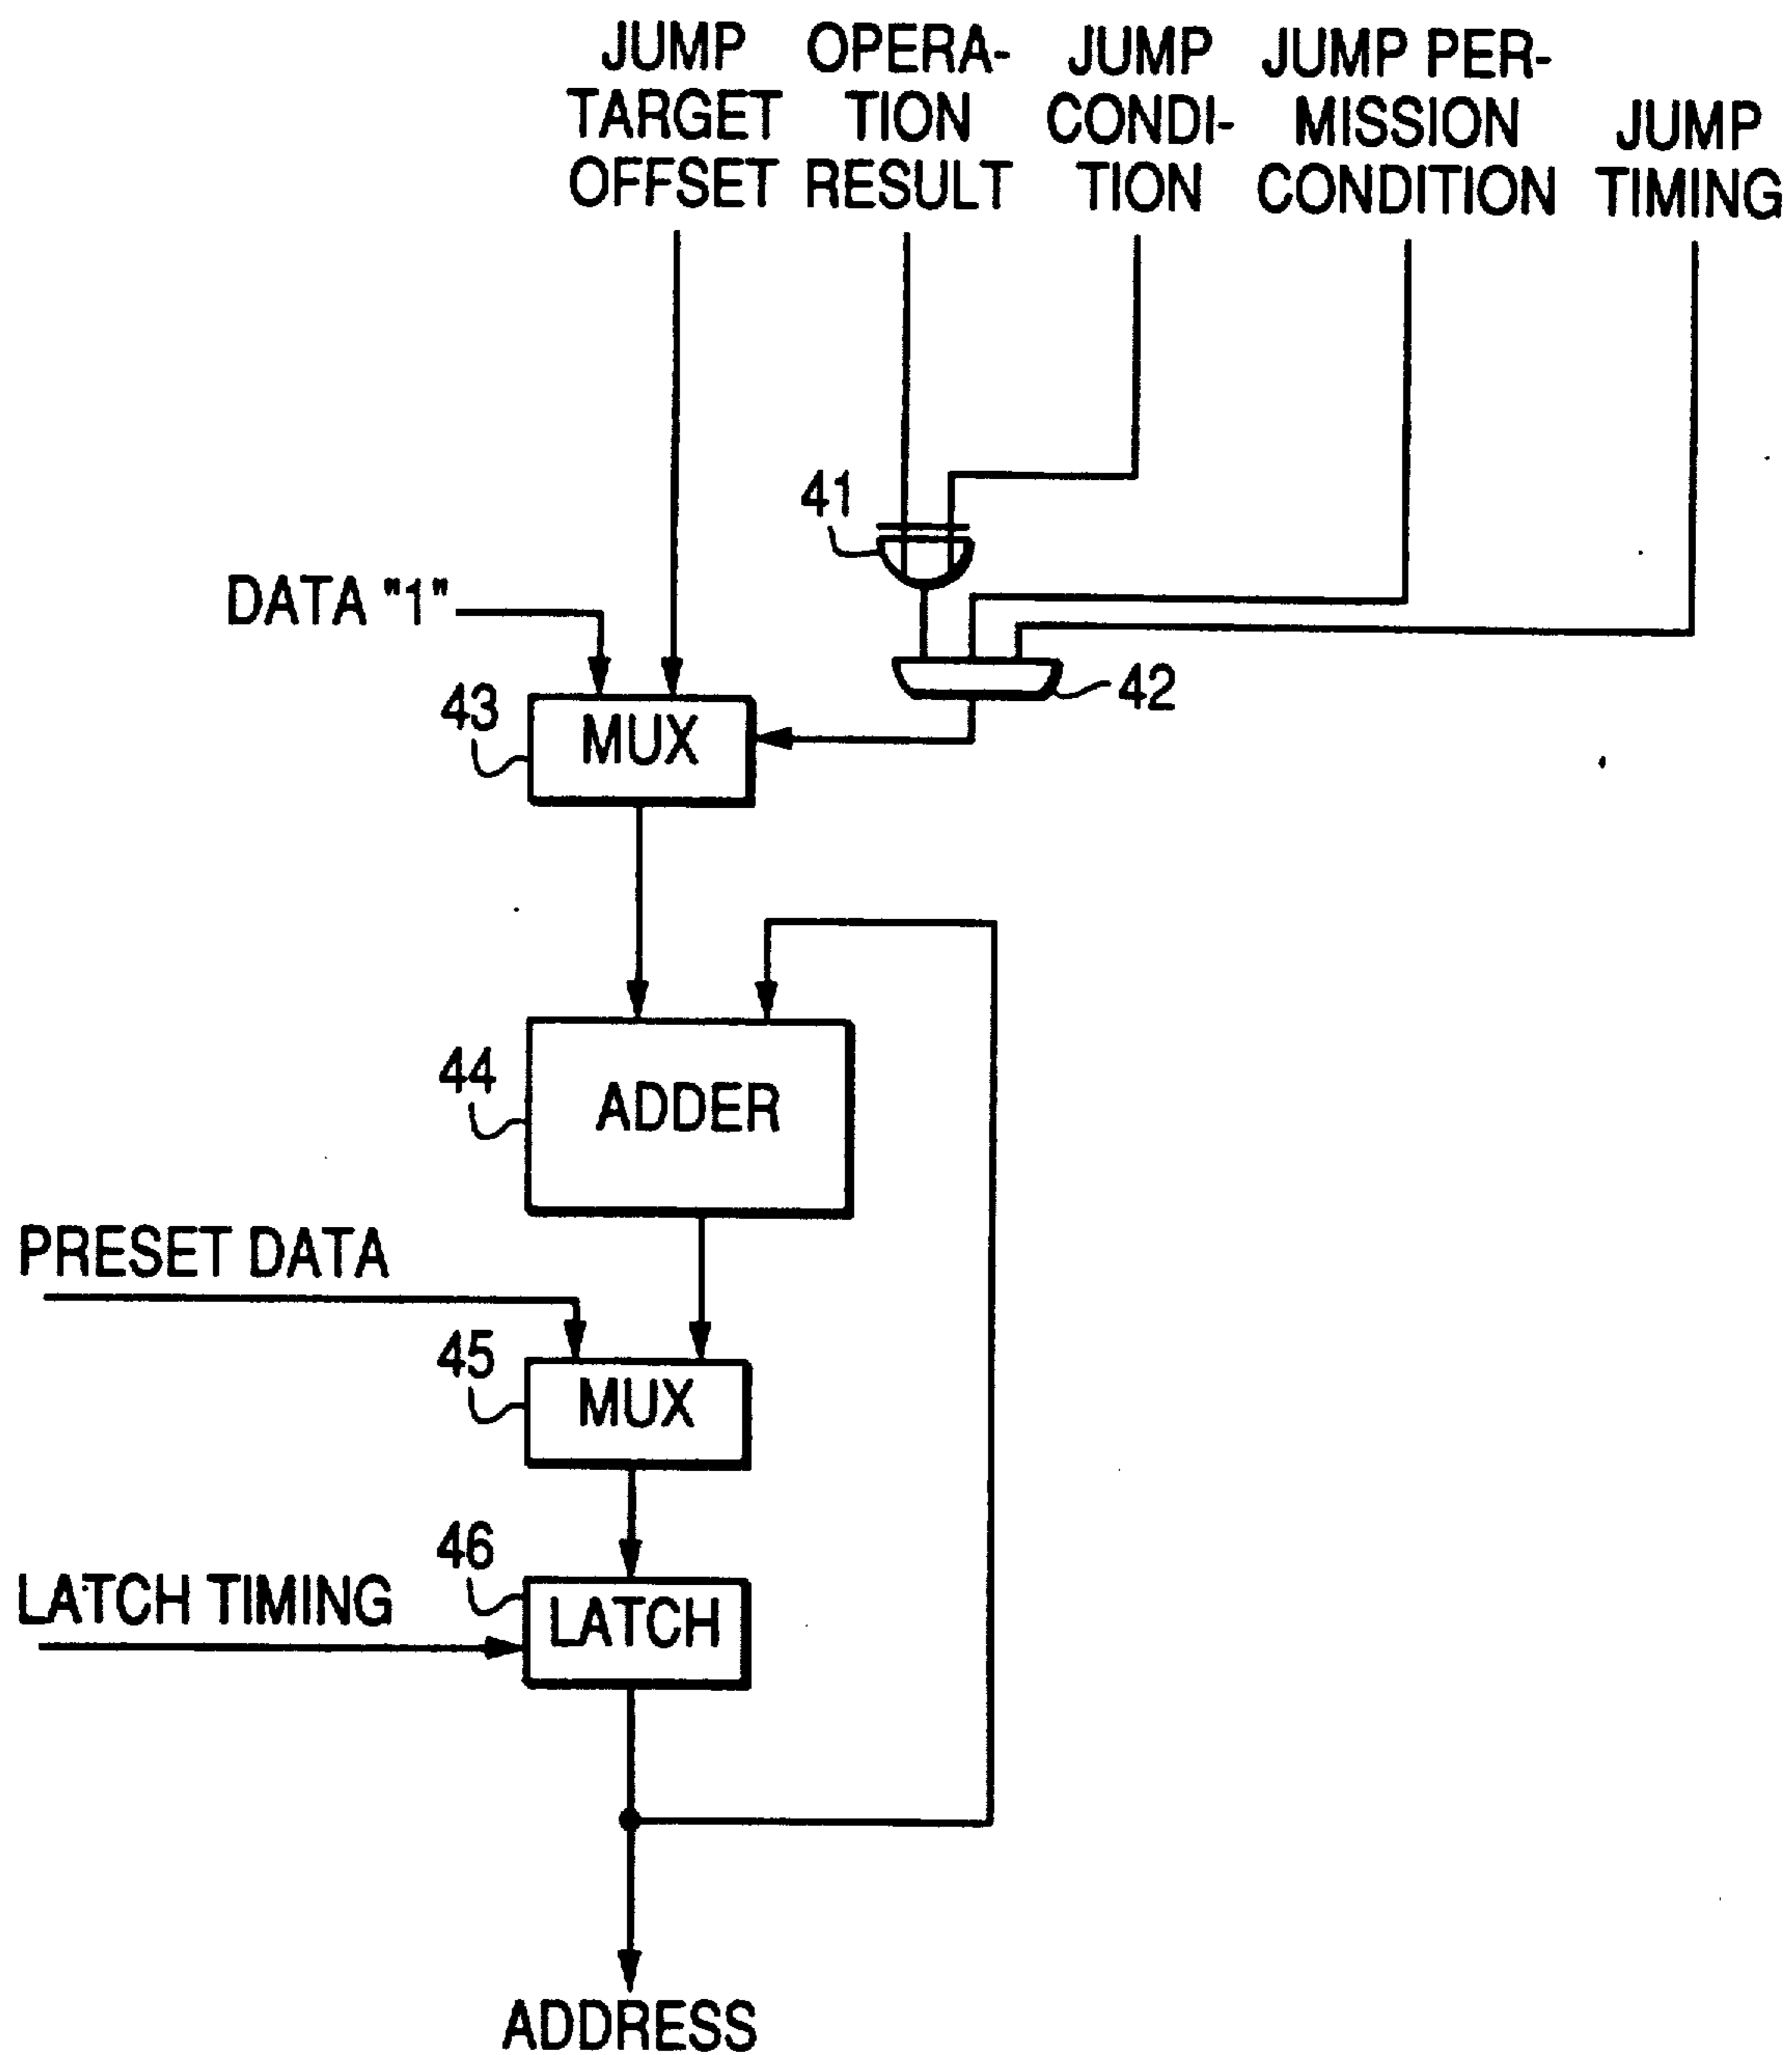 JUMP
TARGET
OFFSET
OPERA-
TION
RESULT
JUMP
CONDI-
TION
JUMP PER-
MISSION
CONDITION
JUMP
TIMING
41
DATA "1"
42
43
MUX
44
ADDER
PRESET DATA
45
MUX
46
LATCH TIMING
LATCH
ADDRESS